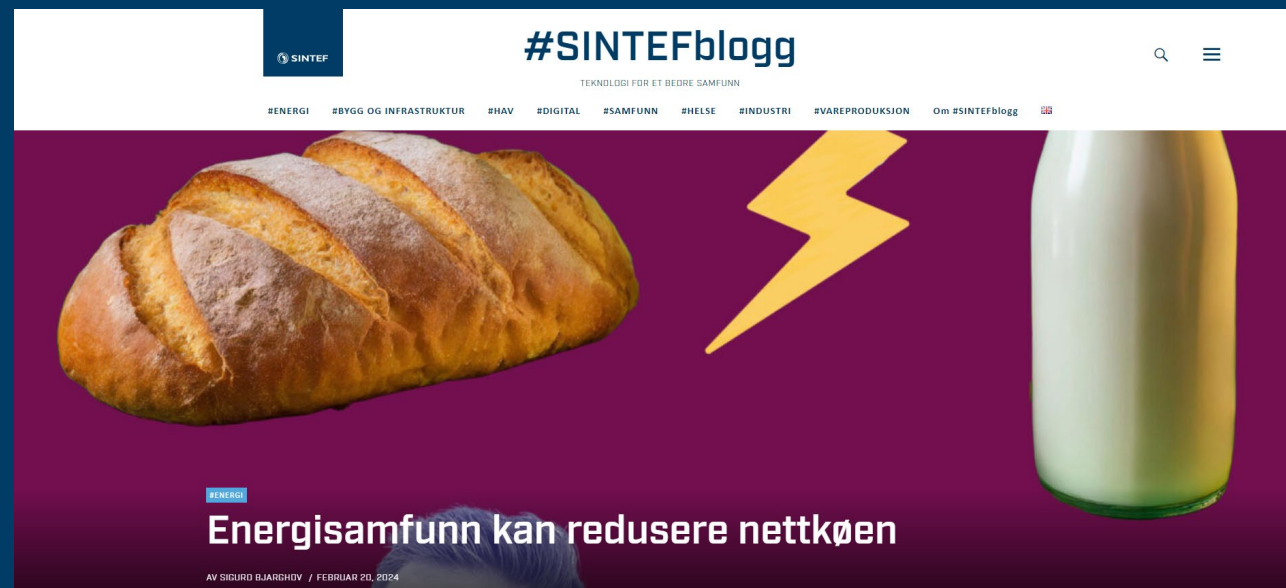 SINTEF
#SINTEFblogg
TEKNOLOGI FOR ET BEDRE SAMFUNN
#ENERGI #BYGG OG INFRASTRUKTUR #HAV #DIGITAL #SAMFUNN #HELSE #INDUSTRI #VAREPRODUKSJON Om #SINTEFblogg
#ENERGI
Energisamfunn kan redusere nettkøen
AV SIGURD BJARGHOV / FEBRUAR 20, 2024